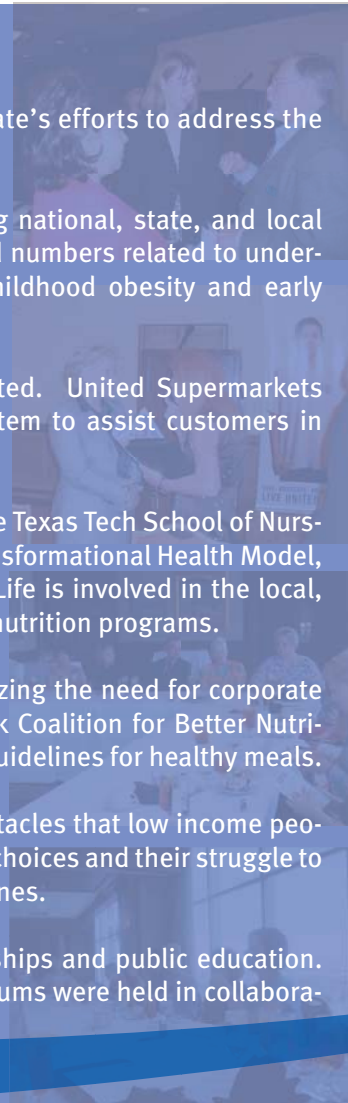 ate's efforts to address the
g national, state, and local
d numbers related to under-
hildhood obesity and early
ted. United Supermarkets
tem to assist customers in
e Texas Tech School of Nurs-
sformational Health Model,
Life is involved in the local,
nutrition programs.
zing the need for corporate
k Coalition for Better Nutri-
uidelines for healthy meals.
tacles that low income peo-
choices and their struggle to
nes.
ships and public education.
ums were held in collabora-
LIVE UNITED